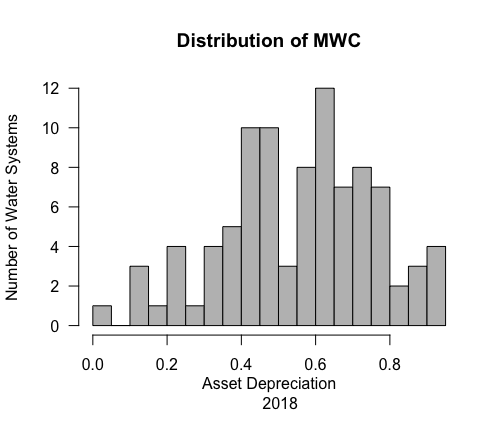 Distribution of MWC
Number of Water Systems
12
10
8
6
4
2
0
0.0 0.2 0.4 0.6 0.8
Asset Depreciation
2018